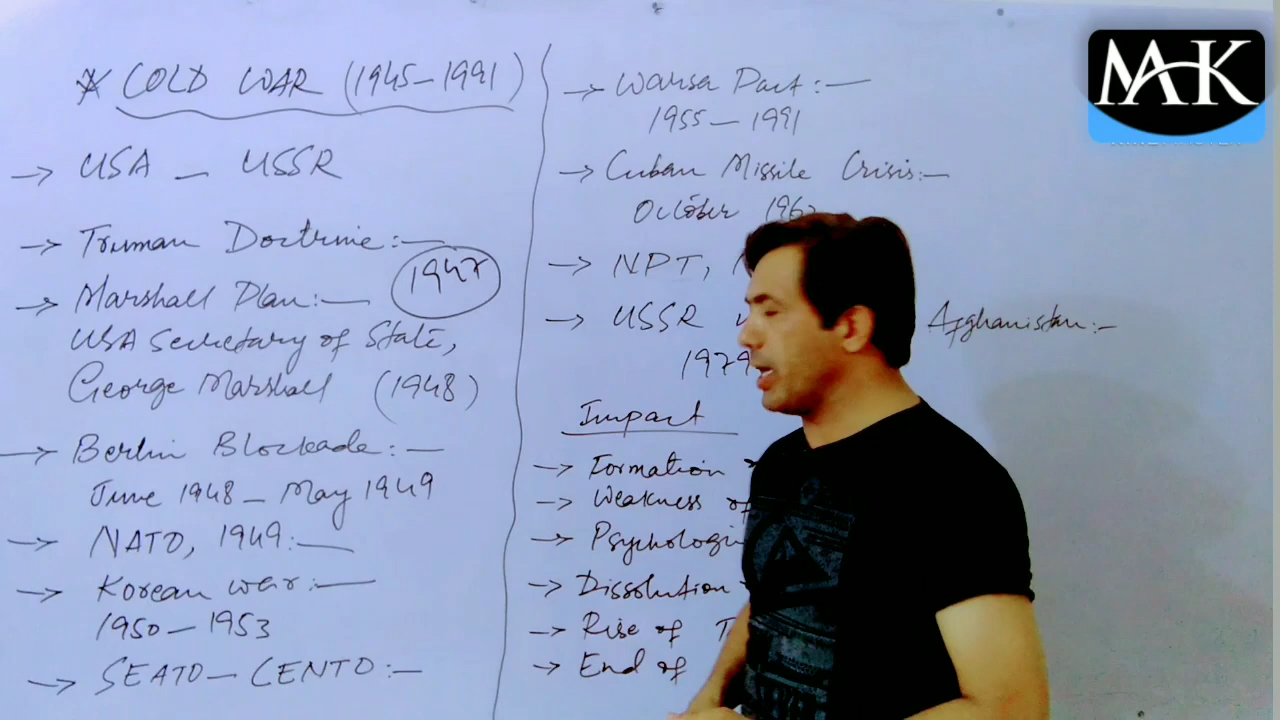 COLD WAR (1945-1991)
→ USA - USSR
→ Truman Doctrine:-
1947
→ Marshall Plan:-
USA Secretary of State,
George Marshall (1948)
→ Berlin Blockade:-
June 1948 - May 1949
→ NATO, 1949:-
→ Korean war:-
1950-1953
→ SEATO-CENTO:-
→ Warsa Pact:-
1955-1991
→ Cuban Missile Crisis:-
October 1962
→ NPT,
→ USSR Afghanistan:-
1979
Impact
→ Formation
→ Weakness of
→ Psychologi
→ Dissolution
→ Rise of T
→ End of
MAK